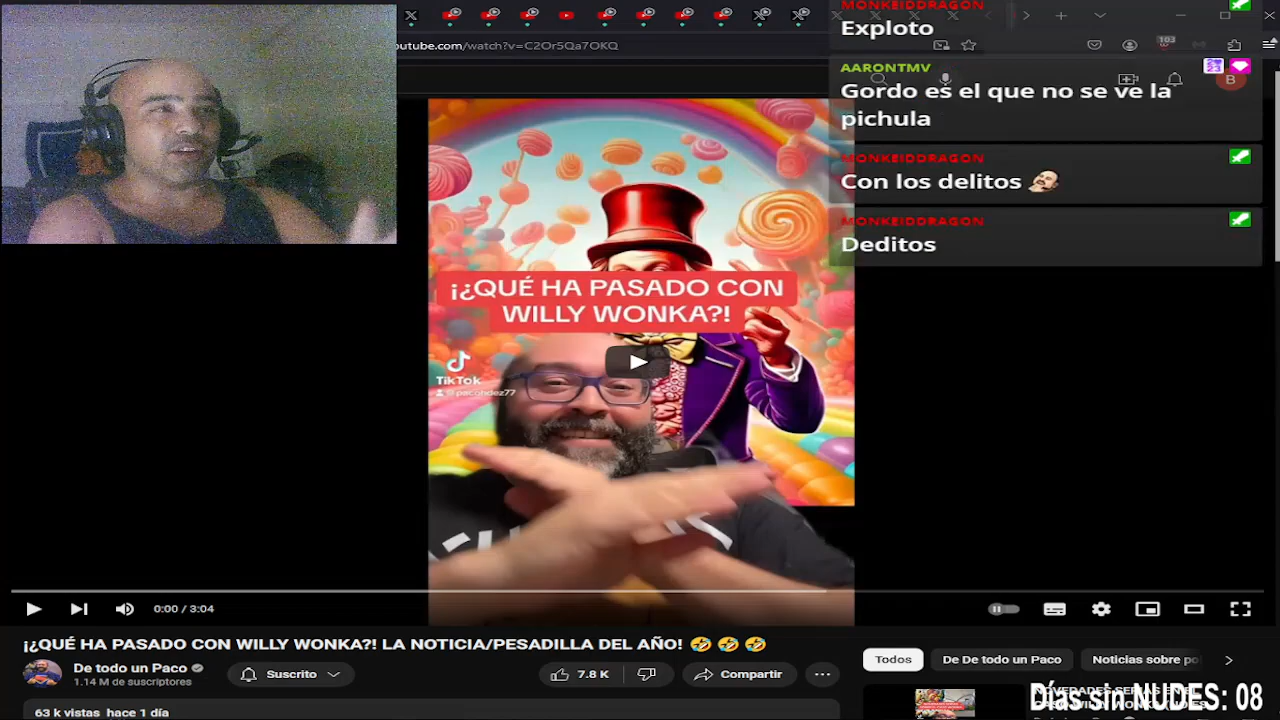 outube.com/watch?v=C2Or5Qa7OKQ
103
B
MONKEIDDRAGON
Exploto
AARONTMV
Gordo es el que no se ve la
pichula
MONKEIDDRAGON
Con los delitos
MONKEIDDRAGON
Deditos
¡¿QUÉ HA PASADO CON
WILLY WONKA?!
TikTok
@pacohdez77
0:00 / 3:04
¡¿QUÉ HA PASADO CON WILLY WONKA?! LA NOTICIA/PESADILLA DEL AÑO! 🤣 🤣 🤣
De todo un Paco
1.14 M de suscriptores
Suscrito
7.8 K
Compartir
63 k vistas hace 1 día
Todos
De De todo un Paco
Noticias sobre po
Días sin NUDES: 08